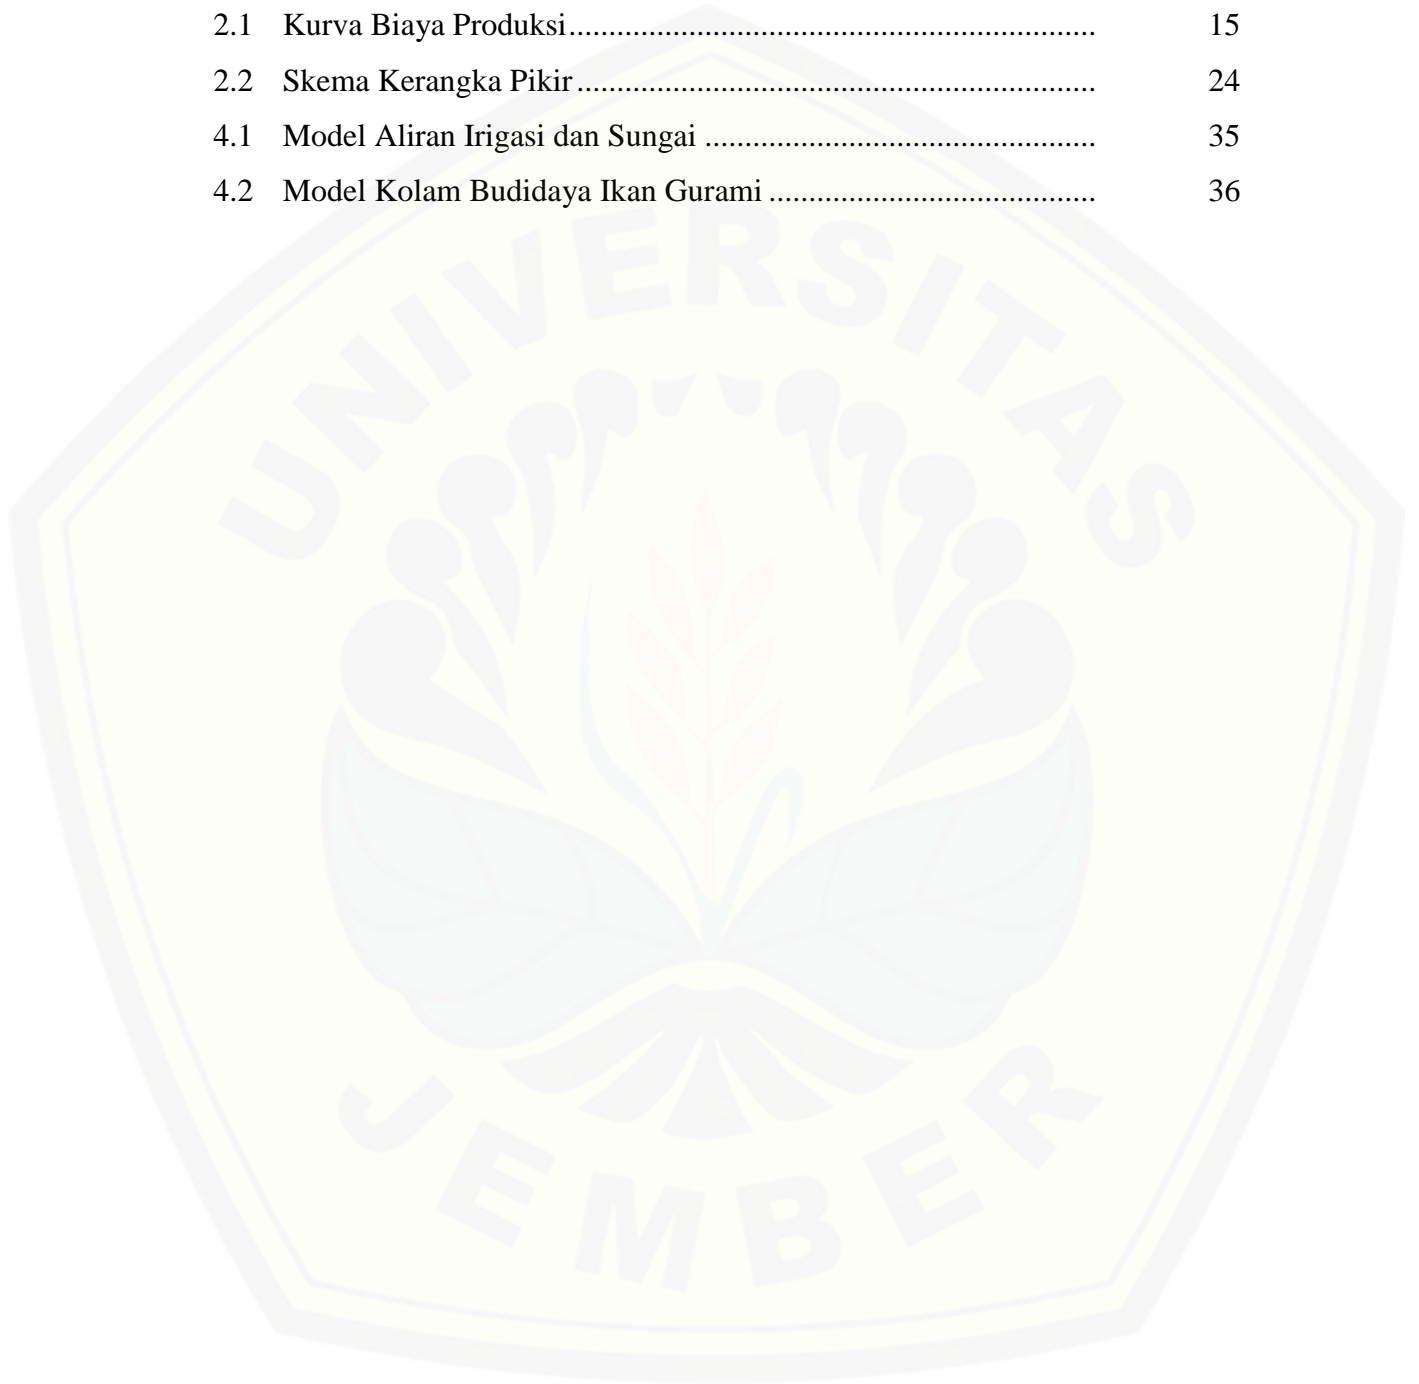 2.1 Kurva Biaya Produksi.................................................................. 15
2.2 Skema Kerangka Pikir................................................................. 24
4.1 Model Aliran Irigasi dan Sungai ................................................. 35
4.2 Model Kolam Budidaya Ikan Gurami ......................................... 36
UNIVERSITAS
JEMBER